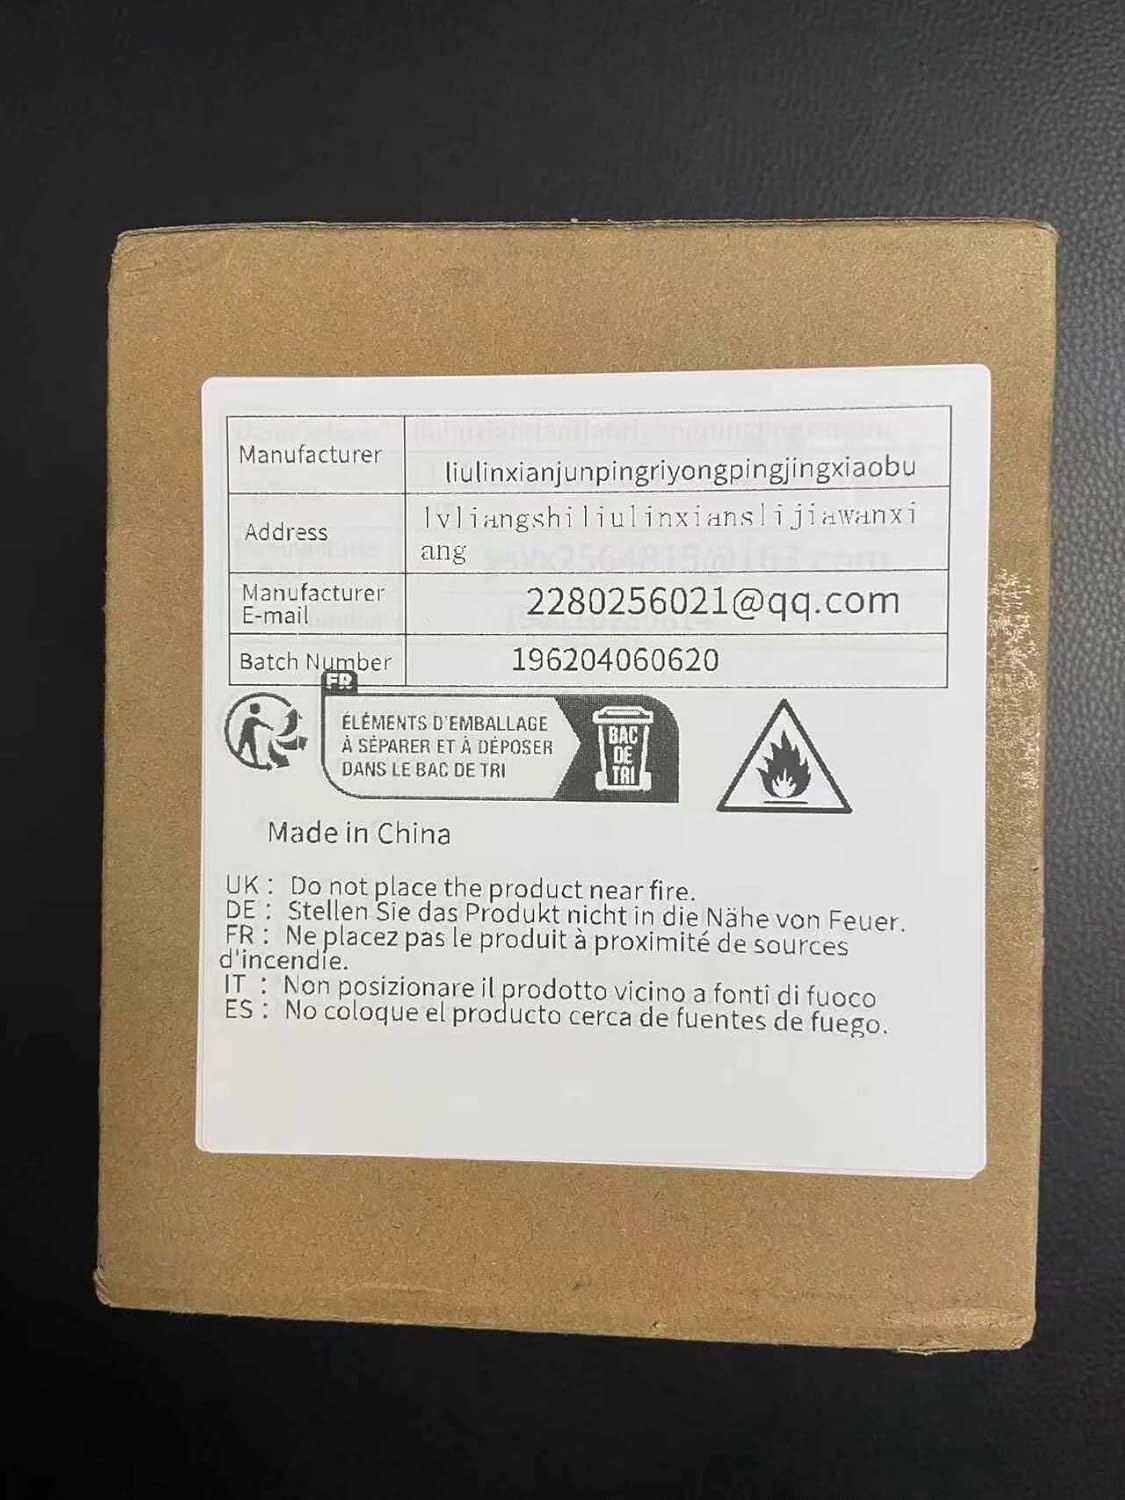 Manufacturer
liulinxianjunpingriyongpingjingxiaobu
Address
lvliangshiliulinxianslijiawanxi
ang
Manufacturer
E-mail
2280256021@qq.com
Batch Number
196204060620
FR
ÉLÉMENTS D'EMBALLAGE
À SÉPARER ET À DÉPOSER
DANS LE BAC DE TRI
BAC
DE
TRI
Made in China
UK : Do not place the product near fire.
DE : Stellen Sie das Produkt nicht in die Nähe von Feuer.
FR : Ne placez pas le produit à proximité de sources
d'incendie.
IT : Non posizionare il prodotto vicino a fonti di fuoco
ES : No coloque el producto cerca de fuentes de fuego.